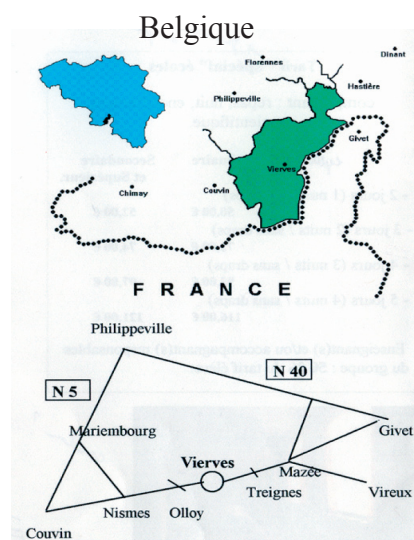 Belgique
Dinant
Florennes
Hastière
Philippeville
Givet
Vierves
Couvin
Chimay
FRANCE
Philippeville
N 40
N 5
Givet
Mariembourg
Vierves
Mazée
Treignes
Vireux
Nismes
Olloy
Couvin